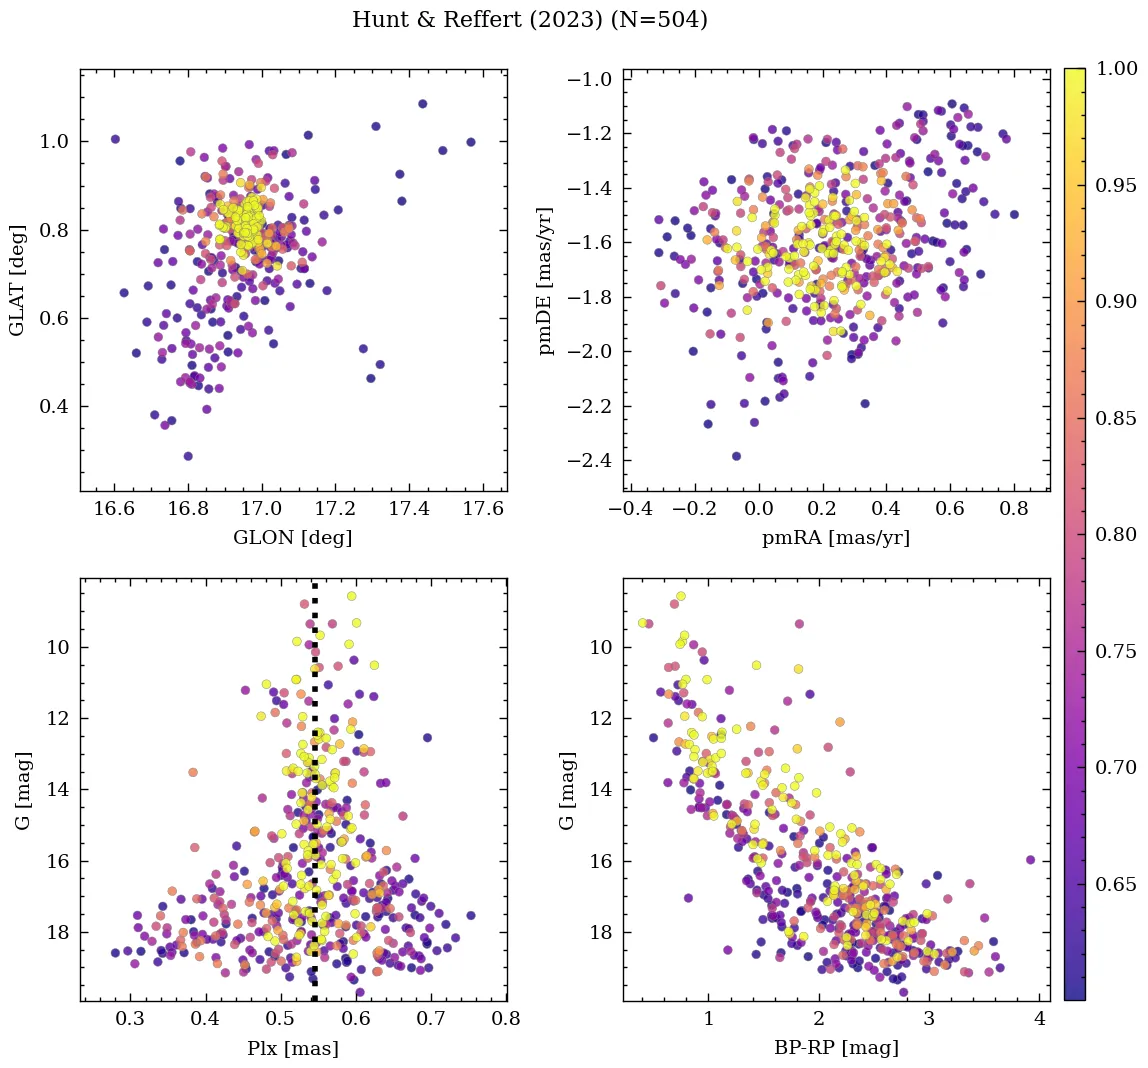 Hunt & Reffert (2023) (N=504)
1.0
0.8
0.6
0.4
GLAT [deg]
16.6 16.8 17.0 17.2 17.4 17.6
GLON [deg]
−1.0
−1.2
−1.4
−1.6
−1.8
−2.0
−2.2
−2.4
pmDE [mas/yr]
−0.4 −0.2 0.0 0.2 0.4 0.6 0.8
pmRA [mas/yr]
10
12
14
16
18
G [mag]
0.3 0.4 0.5 0.6 0.7 0.8
Plx [mas]
10
12
14
16
18
G [mag]
1 2 3 4
BP-RP [mag]
1.00
0.95
0.90
0.85
0.80
0.75
0.70
0.65